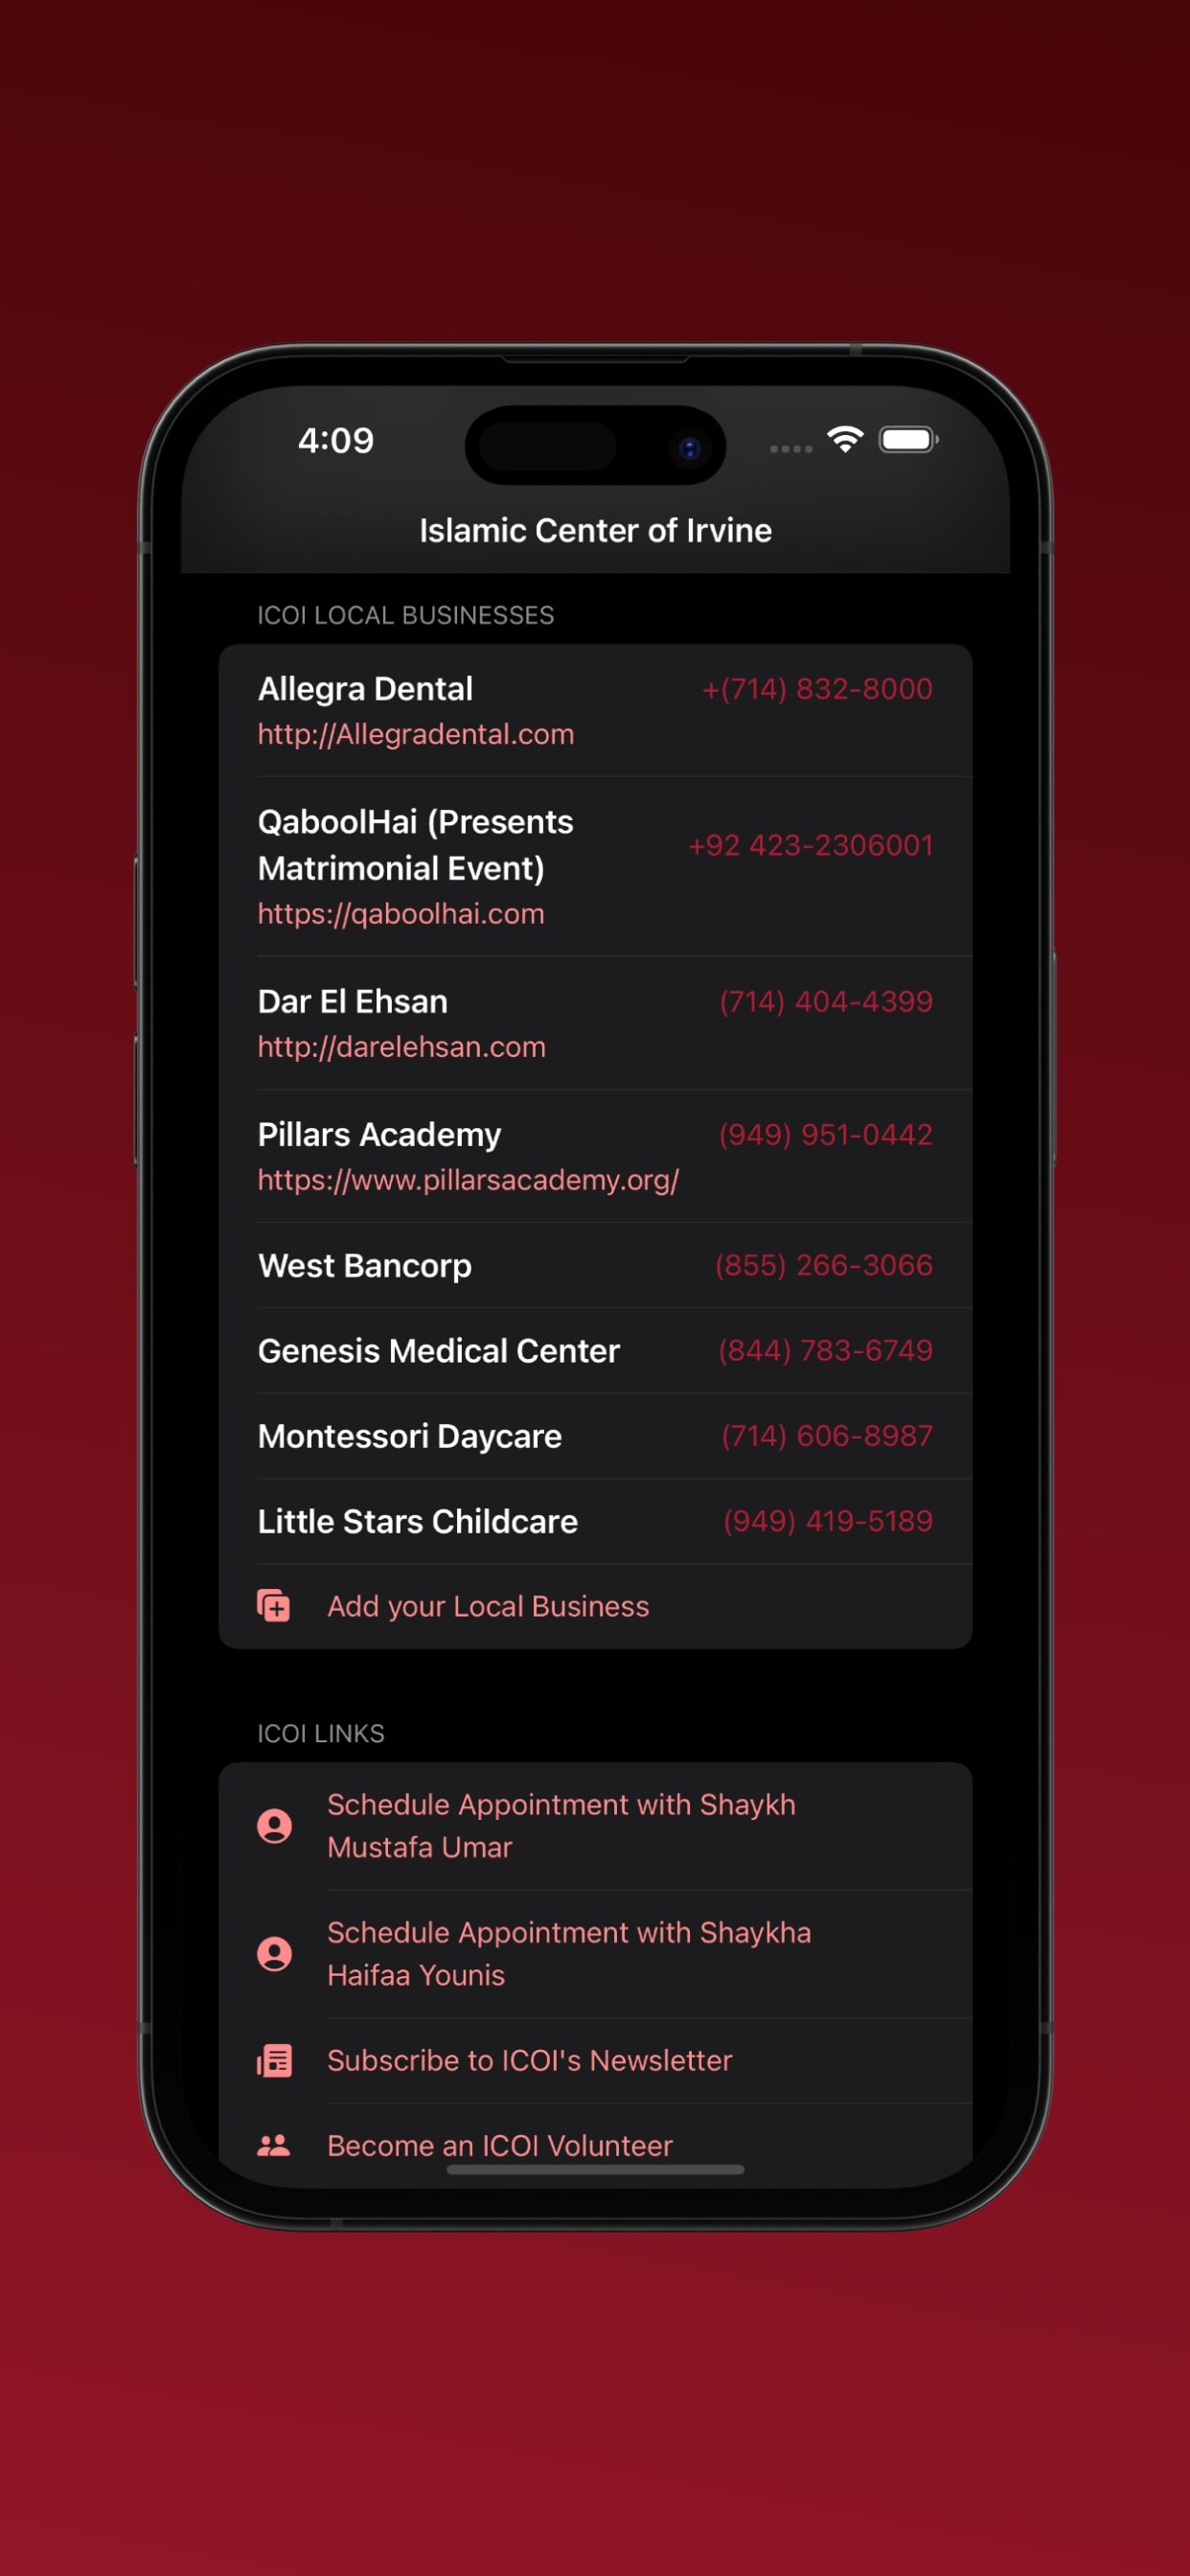 4:09
Islamic Center of Irvine
ICOI LOCAL BUSINESSES
Allegra Dental +(714) 832-8000
http://Allegradental.com
QaboolHai (Presents
Matrimonial Event) +92 423-2306001
https://qaboolhai.com
Dar El Ehsan (714) 404-4399
http://darelehsan.com
Pillars Academy (949) 951-0442
https://www.pillarsacademy.org/
West Bancorp (855) 266-3066
Genesis Medical Center (844) 783-6749
Montessori Daycare (714) 606-8987
Little Stars Childcare (949) 419-5189
Add your Local Business
ICOI LINKS
Schedule Appointment with Shaykh
Mustafa Umar
Schedule Appointment with Shaykha
Haifaa Younis
Subscribe to ICOI's Newsletter
Become an ICOI Volunteer